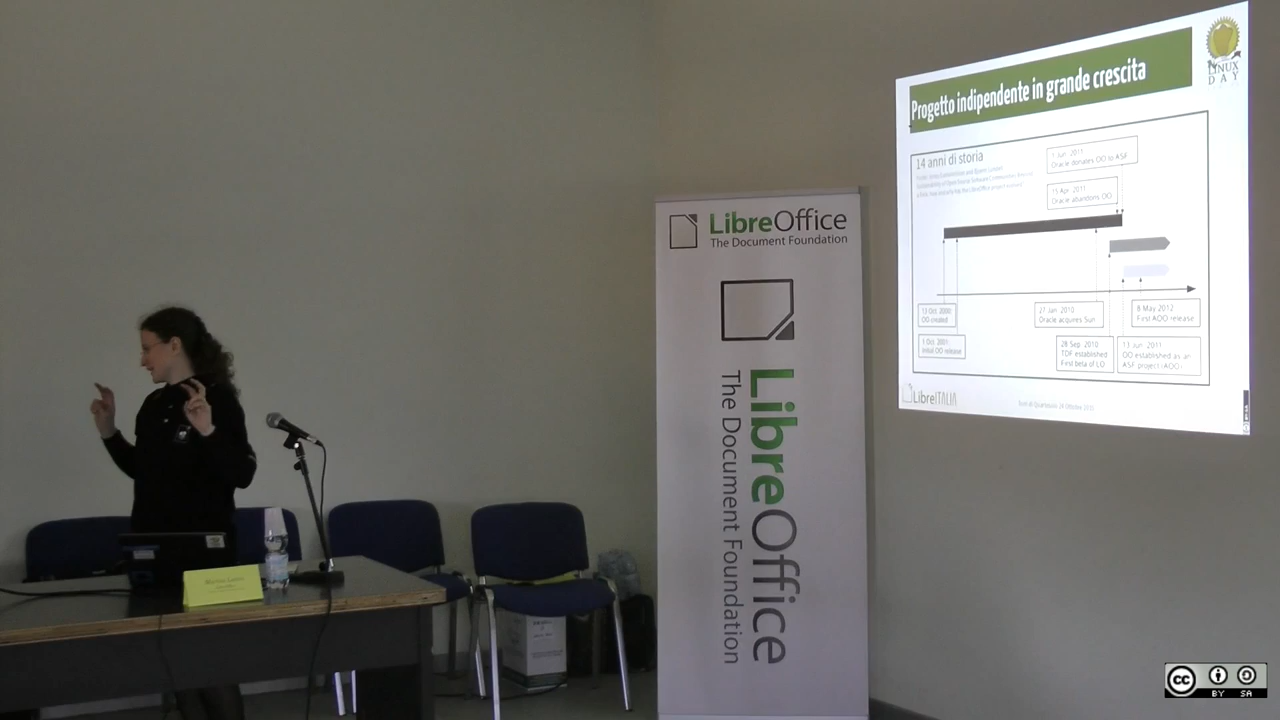 Progetto indipendente in grande crescita
LINUX
DAY
14 anni di storia
1 Jun. 2011
Oracle donates OO to ASF
15 Apr. 2011
Oracle abandons OO
13 Oct. 2000
OO created
1 Oct. 2001
Initial OO release
27 Jan. 2010
Oracle acquires Sun
28 Sep. 2010
TDF established
First beta of LO
8 May 2012
First AOO release
13 Jun. 2011
OO established as an
ASF project (AOO)
LibreITALIA
LibreOffice
The Document Foundation
LibreOffice
The Document Foundation
cc
BY SA